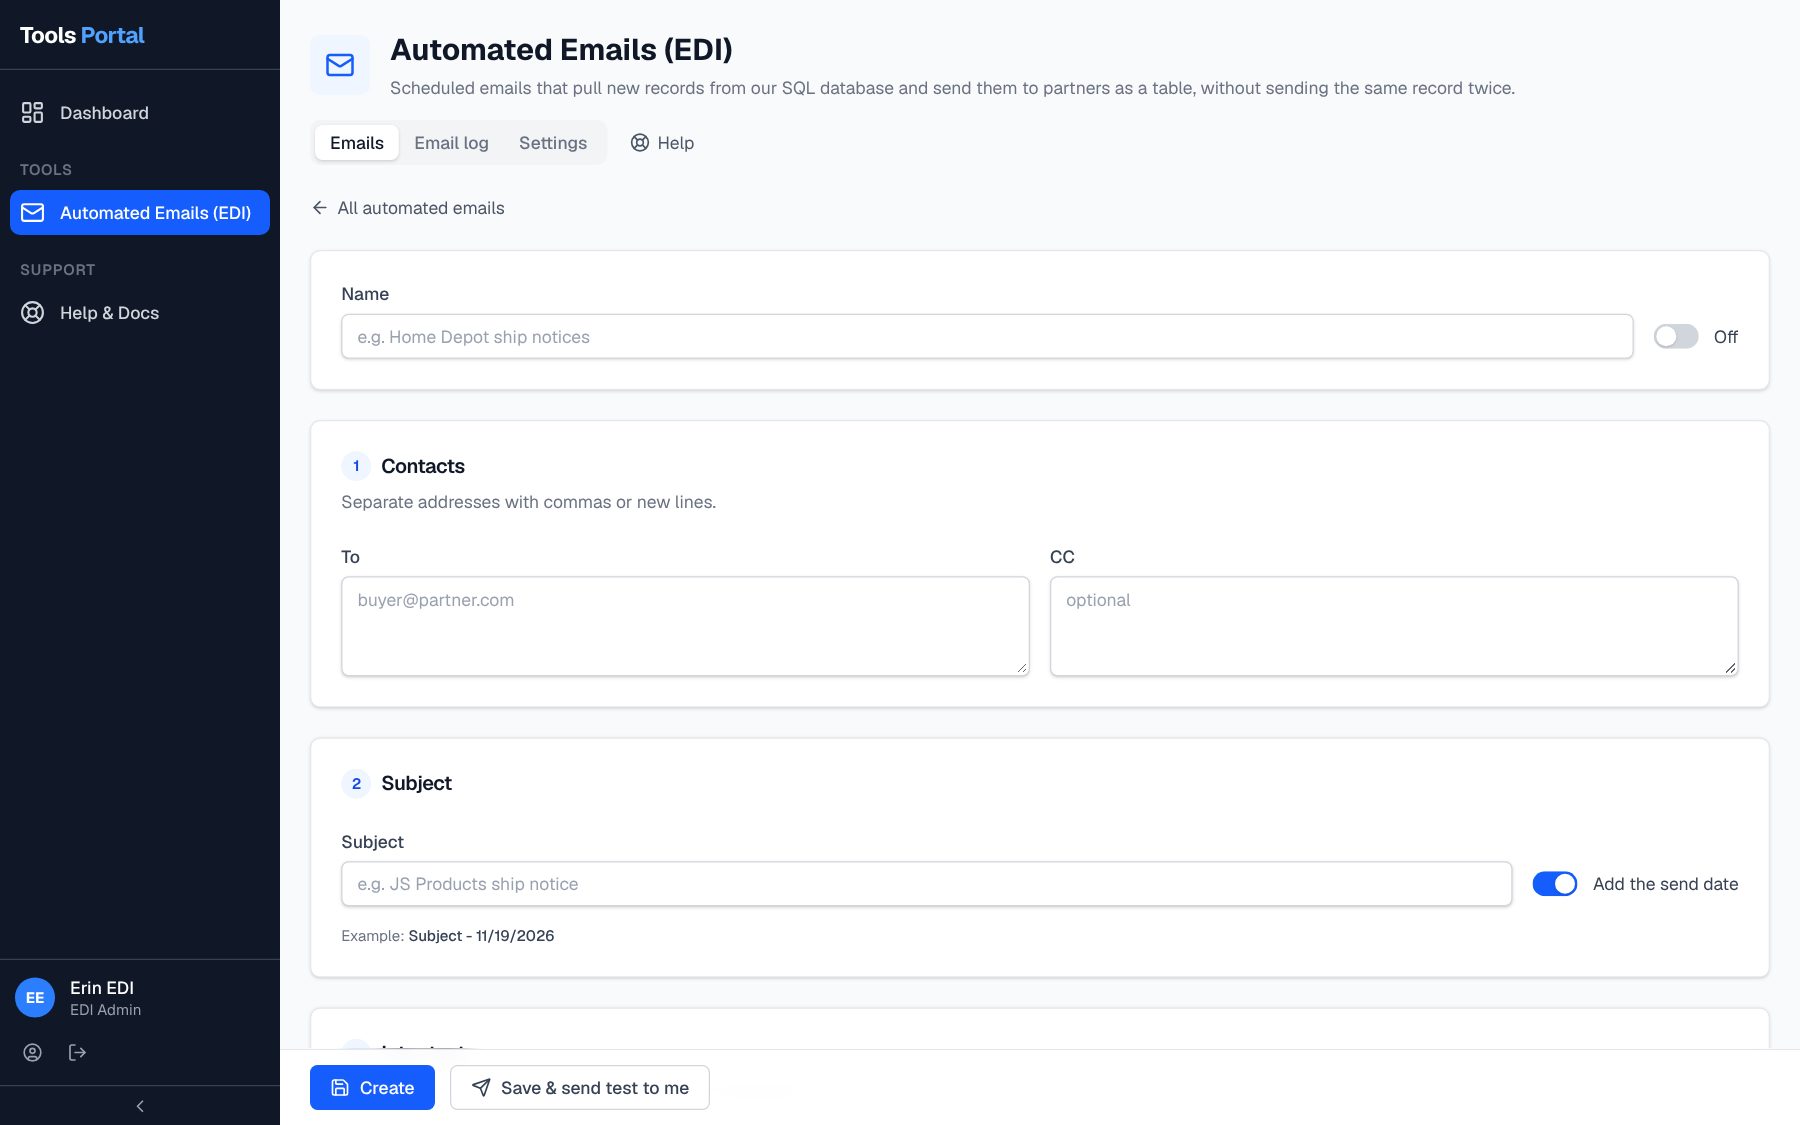 Tools Portal
Dashboard
TOOLS
Automated Emails (EDI)
SUPPORT
Help & Docs
EE
Erin EDI
EDI Admin
Automated Emails (EDI)
Scheduled emails that pull new records from our SQL database and send them to partners as a table, without sending the same record twice.
Emails
Email log
Settings
Help
All automated emails
Name
e.g. Home Depot ship notices
Off
1
Contacts
Separate addresses with commas or new lines.
To
CC
buyer@partner.com
optional
2
Subject
Subject
e.g. JS Products ship notice
Add the send date
Example: Subject - 11/19/2026
Create
Save & send test to me